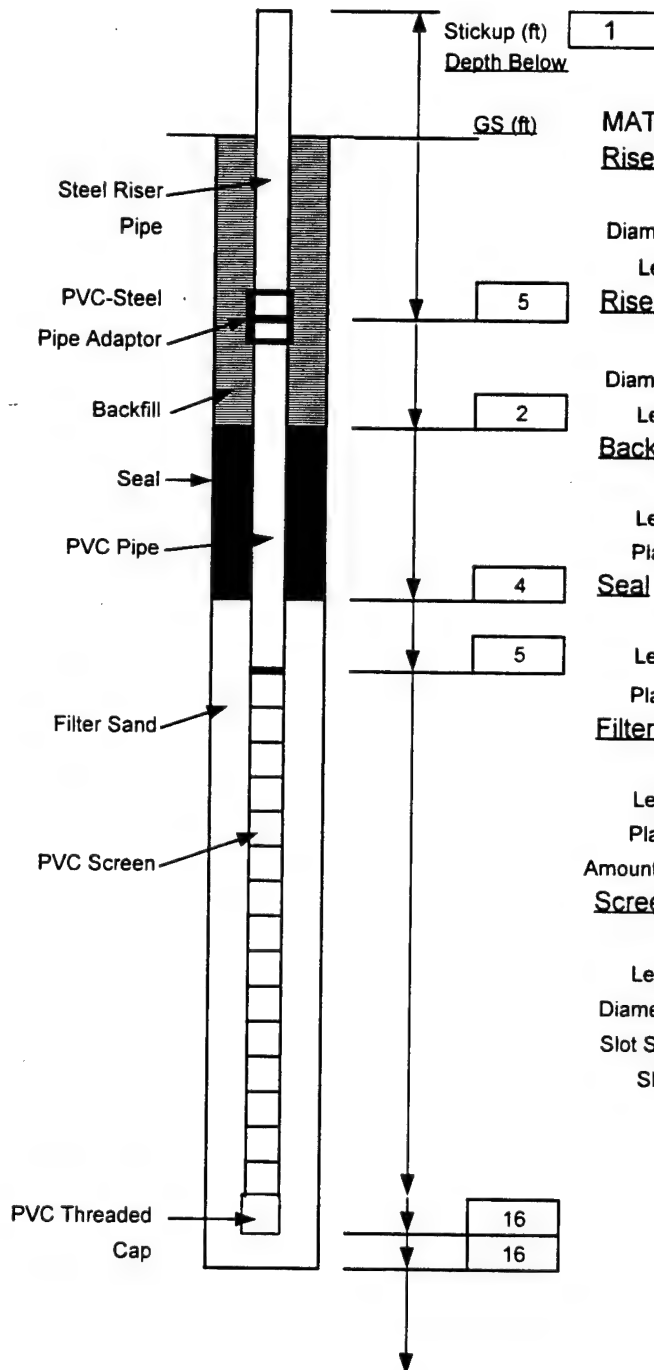 Stickup (ft) 1
Depth Below
GS (ft) MAT
Rise
Steel Riser
Pipe
Diam
Le
PVC-Steel
5 Rise
Pipe Adaptor
Diam
Backfill 2 Le
Back
Seal
Le
PVC Pipe Pla
4 Seal
5 Le
Pla
Filter Sand Filter
Le
Pla
PVC Screen
Amount
Scree
Le
Diame
Slot S
Sl
PVC Threaded 16
Cap 16